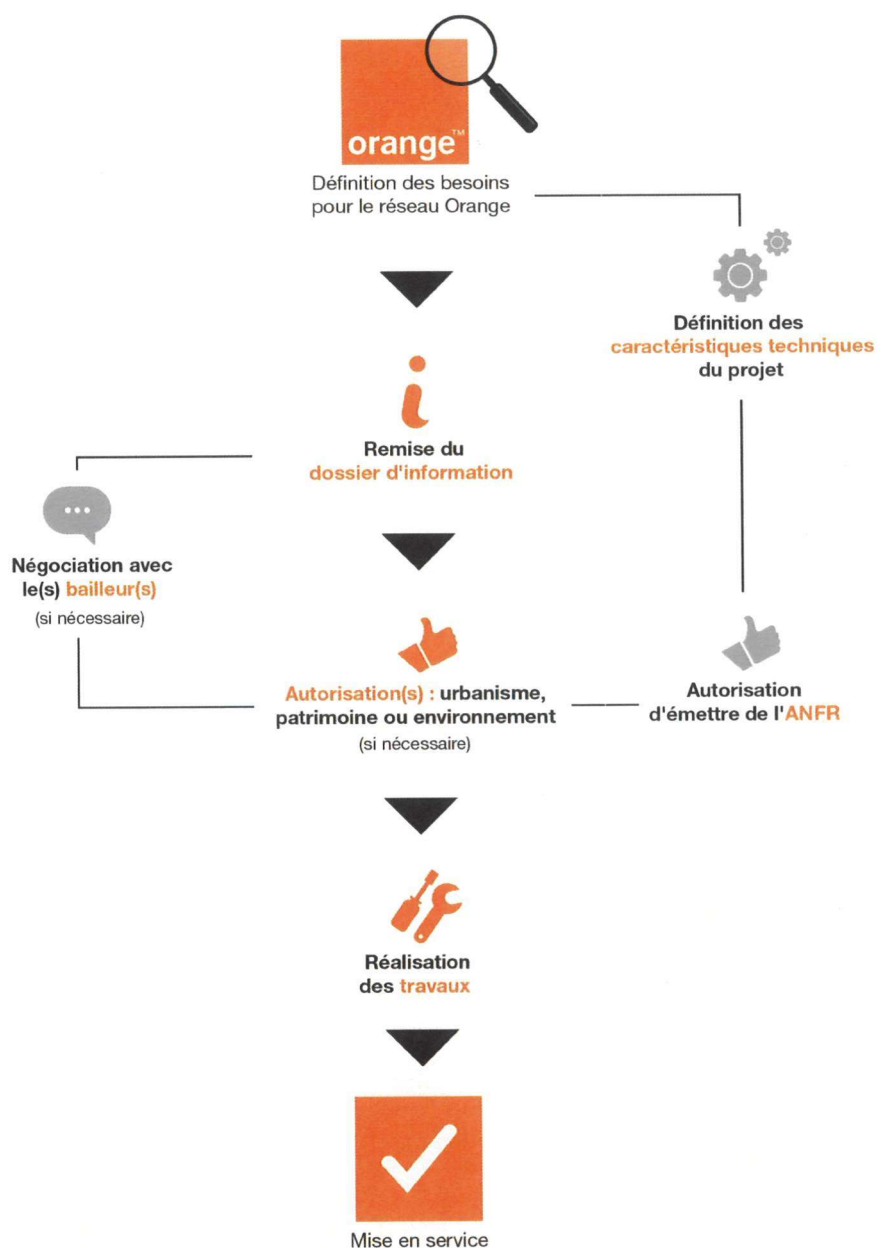 orange™
Définition des besoins
pour le réseau Orange
Définition des
caractéristiques techniques
du projet
Remise du
dossier d'information
Négociation avec
le(s) bailleur(s)
(si nécessaire)
Autorisation(s) : urbanisme,
patrimoine ou environnement
(si nécessaire)
Autorisation
d'émettre de l'ANFR
Réalisation
des travaux
Mise en service